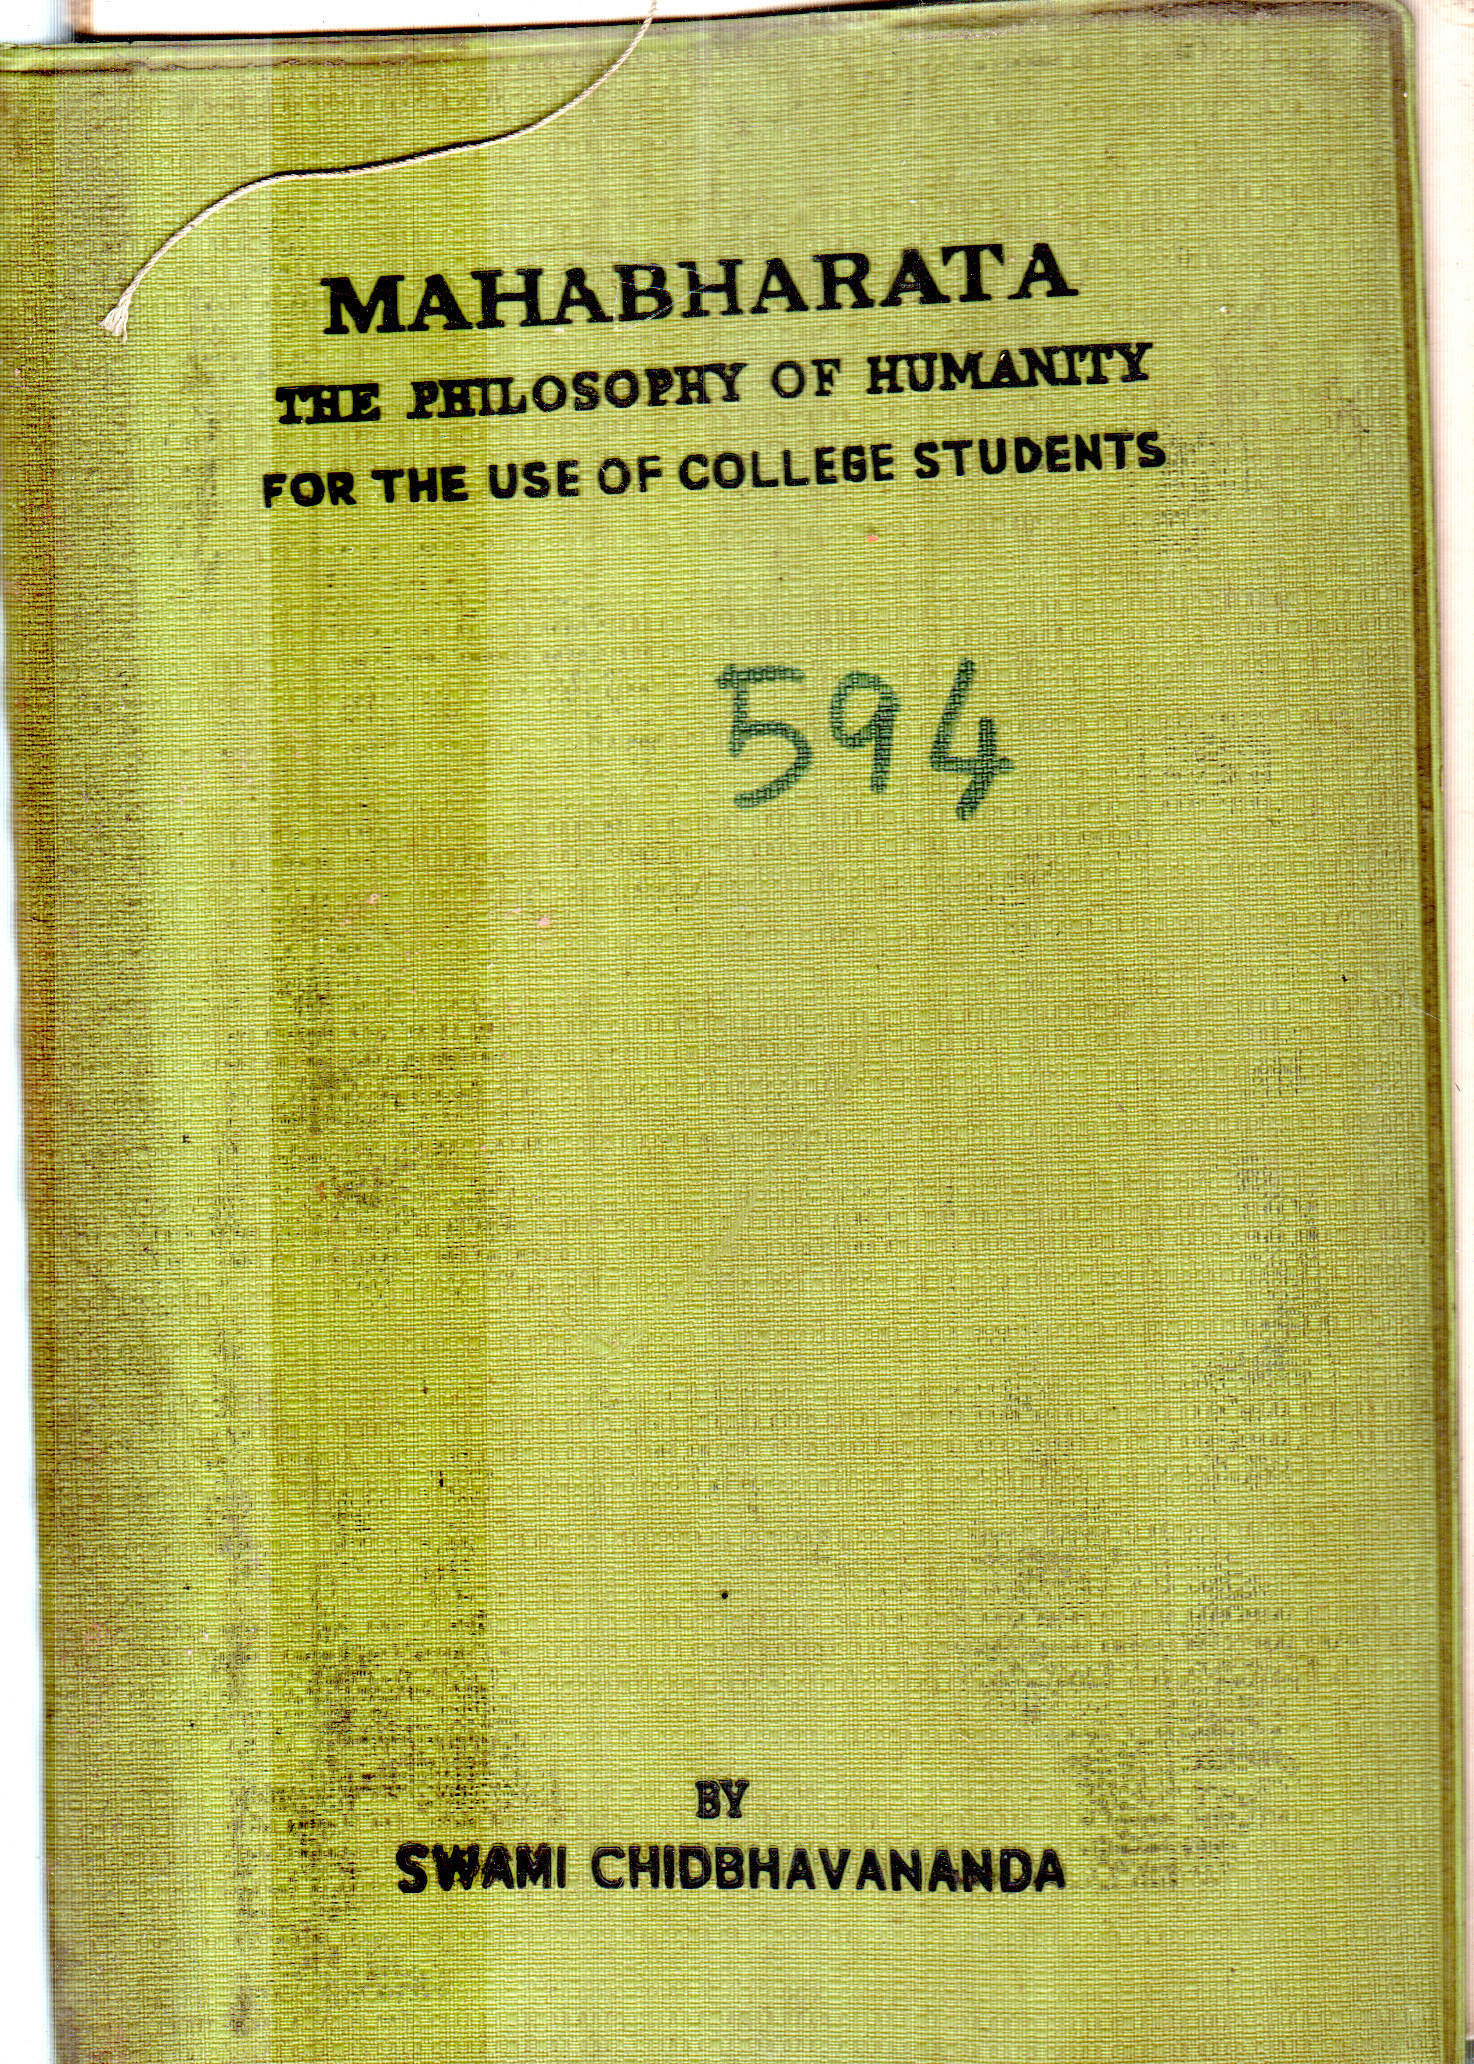 MAHABHARATA
THE PHILOSOPHY OF HUMANITY
FOR THE USE OF COLLEGE STUDENTS
594
BY
SWAMI CHIDBHAVANANDA